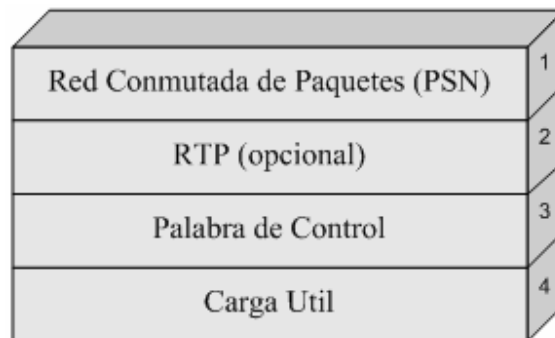 Red Conmutada de Paquetes (PSN) 1
RTP (opcional) 2
Palabra de Control 3
Carga Util 4